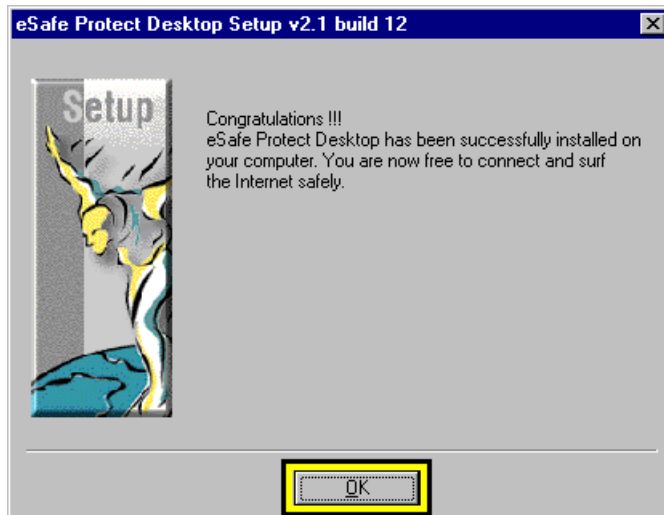 eSafe Protect Desktop Setup v2.1 build 12
Setup
Congratulations !!!
eSafe Protect Desktop has been successfully installed on
your computer. You are now free to connect and surf
the Internet safely.
OK